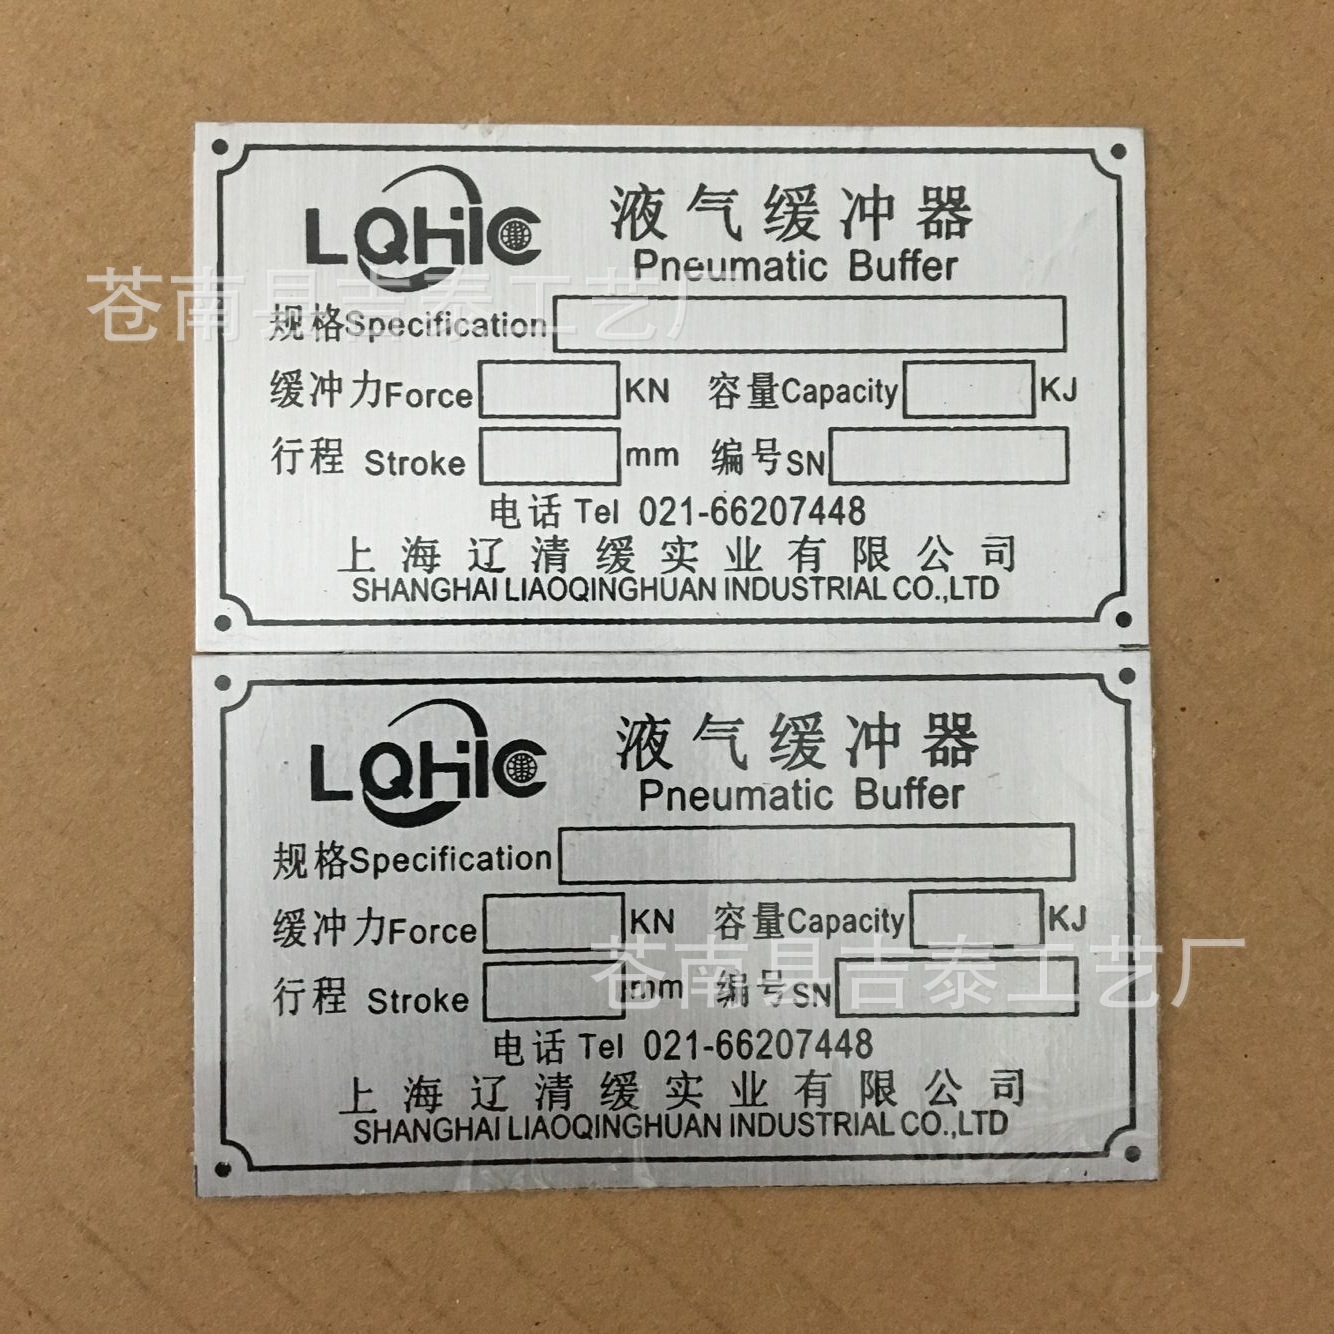 LQHIC 液气缓冲器
Pneumatic Buffer
苍南县吉泰工艺厂
规格Specification
缓冲力Force KN 容量Capacity KJ
行程 Stroke mm 编号SN
电话 Tel 021-66207448
上海辽清缓实业有限公司
SHANGHAI LIAOQINGHUAN INDUSTRIAL CO.,LTD
LQHIC 液气缓冲器
Pneumatic Buffer
规格Specification
缓冲力Force KN 容量Capacity KJ
苍南县吉泰工艺厂
行程 Stroke mm 编号SN
电话 Tel 021-66207448
上海辽清缓实业有限公司
SHANGHAI LIAOQINGHUAN INDUSTRIAL CO.,LTD